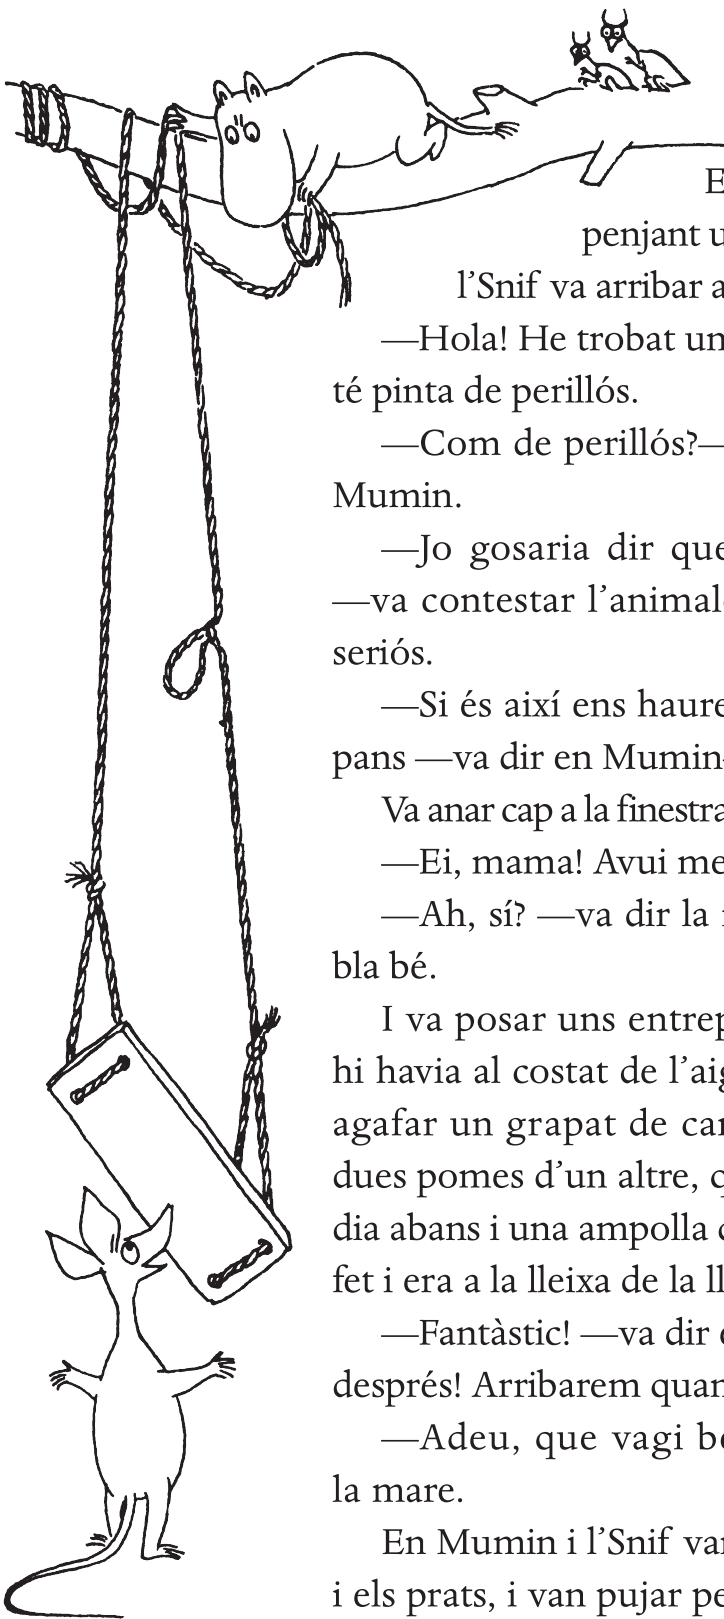 E
penjant u
l’Snif va arribar a
—Hola! He trobat un
té pinta de perillós.
—Com de perillós?—
Mumin.
—Jo gosaria dir que
—va contestar l’animal
seriós.
—Si és així ens haure
pans —va dir en Mumin
Va anar cap a la finestra
—Ei, mama! Avui me
—Ah, sí? —va dir la
bla bé.
I va posar uns entrep
hi havia al costat de l’aig
agafar un grapat de car
dues pomes d’un altre, q
dia abans i una ampolla
fet i era a la lleixa de la ll
—Fantàstic! —va dir e
després! Arribarem quan
—Adeu, que vagi be
la mare.
En Mumin i l’Snif van
i els prats, i van pujar pe